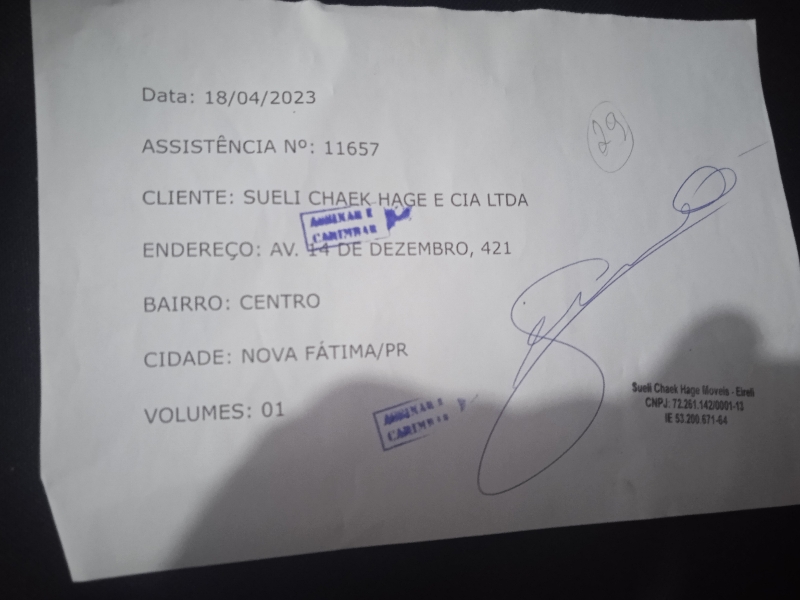 Data: 18/04/2023
29
ASSISTÊNCIA Nº: 11657
CLIENTE: SUELI CHAEK HAGE E CIA LTDA
ASSINAR E
CARIMBAR
ENDEREÇO: AV. 14 DE DEZEMBRO, 421
BAIRRO: CENTRO
CIDADE: NOVA FÁTIMA/PR
Sueli Chaek Hage Moveis - Eireli
CNPJ: 72.261.142/0001-13
IE 53.200.671-64
VOLUMES: 01
ASSINAR E
CARIMBAR